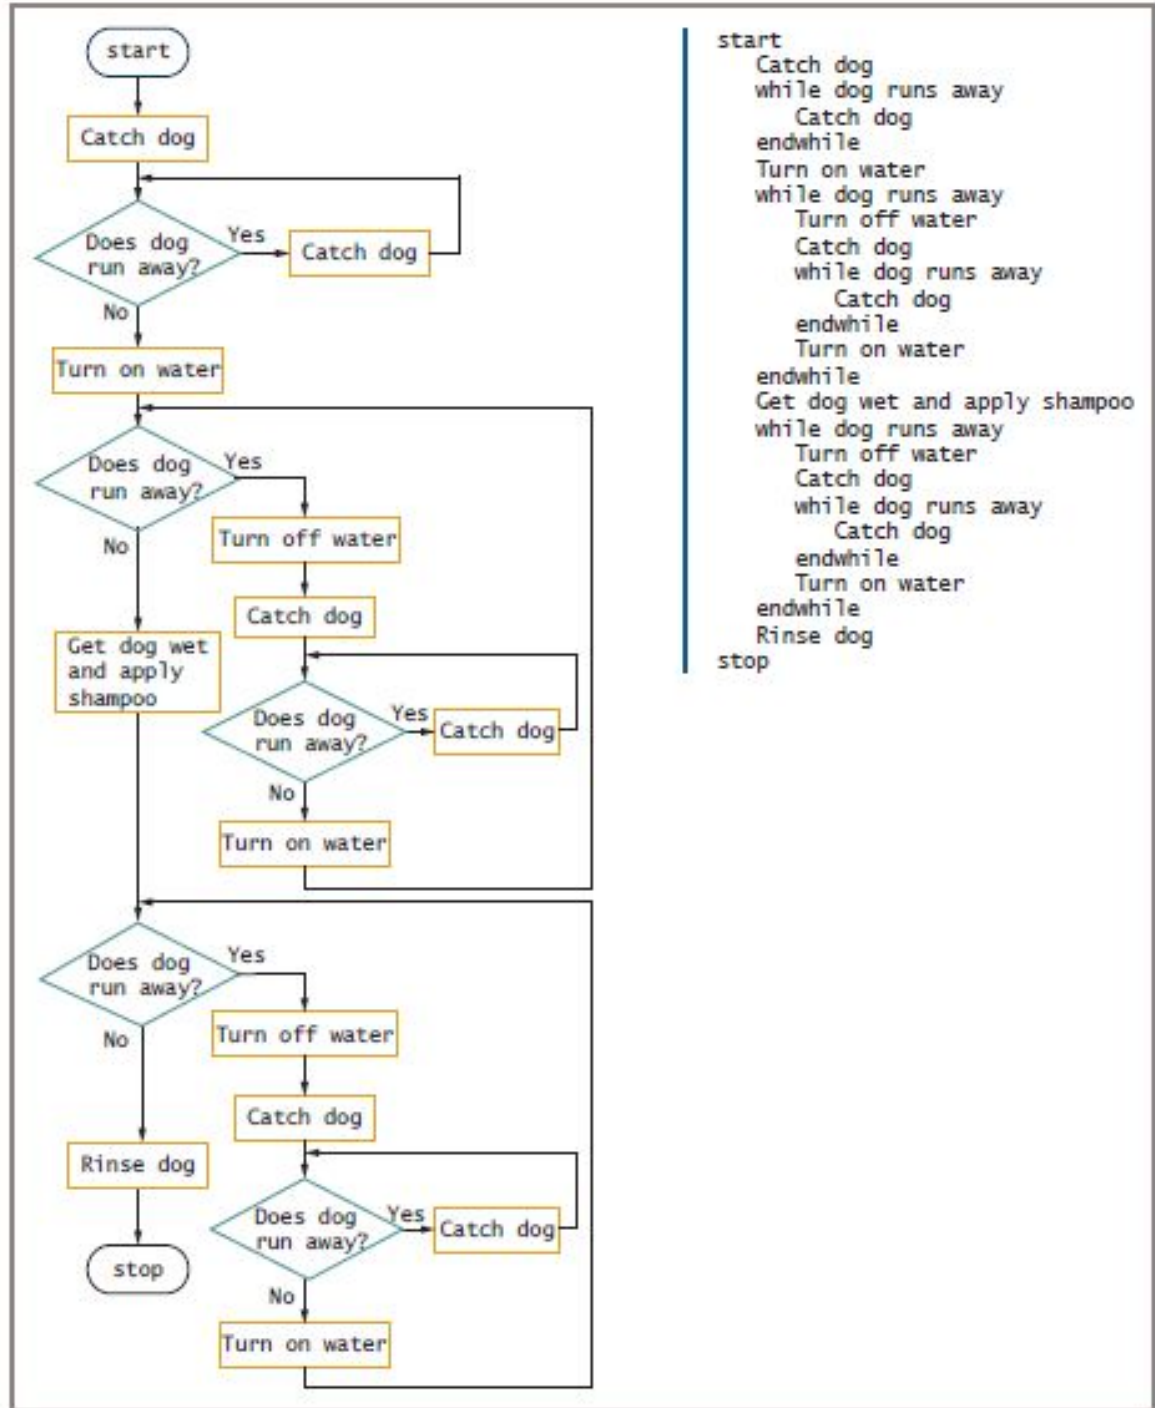 start
Catch dog
Does dog
run away?
Yes
Catch dog
No
Turn on water
Does dog
run away?
Yes
Turn off water
No
Catch dog
Get dog wet
and apply
shampoo
Does dog
run away?
Yes
Catch dog
No
Turn on water
Does dog
run away?
Yes
Turn off water
No
Catch dog
Rinse dog
Does dog
run away?
Yes
Catch dog
stop
No
Turn on water
start
Catch dog
while dog runs away
Catch dog
endwhile
Turn on water
while dog runs away
Turn off water
Catch dog
while dog runs away
Catch dog
endwhile
Turn on water
endwhile
Get dog wet and apply shampoo
while dog runs away
Turn off water
Catch dog
while dog runs away
Catch dog
endwhile
Turn on water
endwhile
Rinse dog
stop